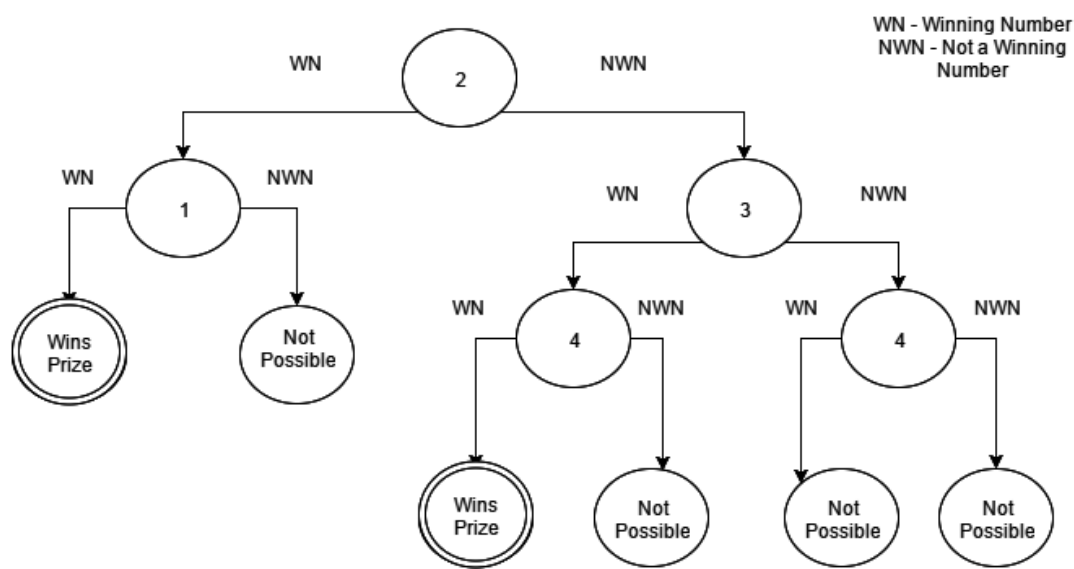 WN - Winning Number
NWN - Not a Winning
Number
WN
2
NWN
WN
1
NWN
WN
3
NWN
Wins
Prize
Not
Possible
WN
4
NWN
WN
4
NWN
Wins
Prize
Not
Possible
Not
Possible
Not
Possible